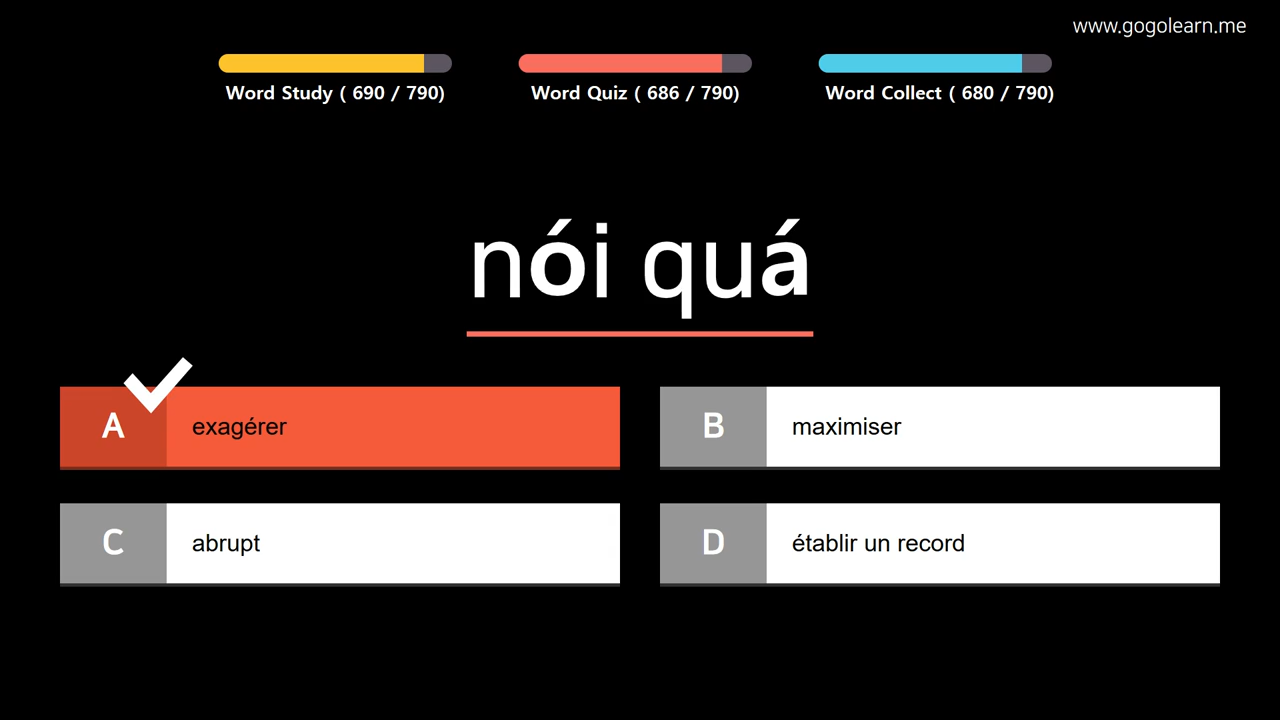 www.gogolearn.me
Word Study ( 690 / 790)
Word Quiz ( 686 / 790)
Word Collect ( 680 / 790)
nói quá
A exagérer
B maximiser
C abrupt
D établir un record